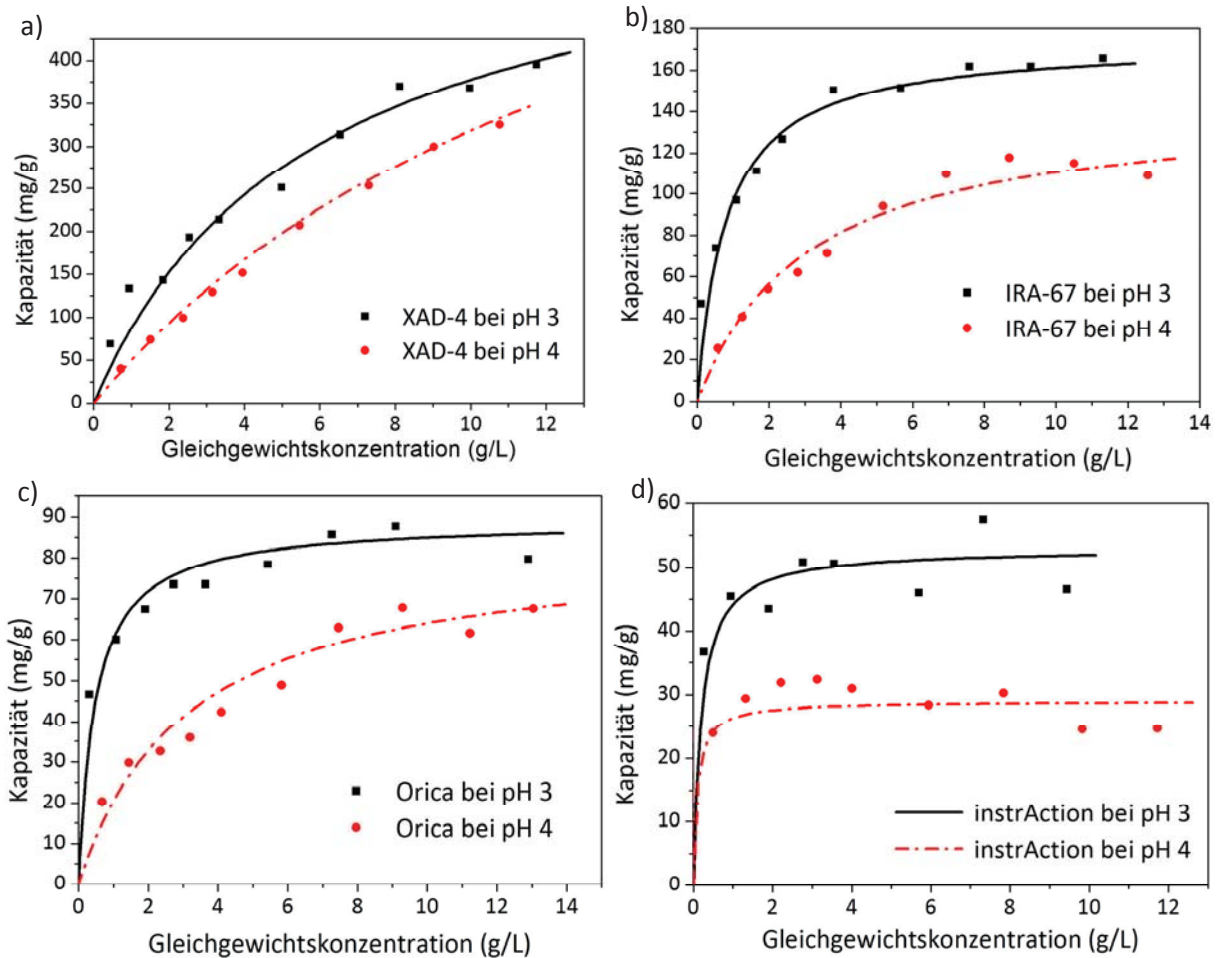 a)
400
350
300
250
200
150
100
50
0
Kapazität (mg/g)
XAD-4 bei pH 3
XAD-4 bei pH 4
0 2 4 6 8 10 12
Gleichgewichtskonzentration (g/L)
b)
180
160
140
120
100
80
60
40
20
0
Kapazität (mg/g)
IRA-67 bei pH 3
IRA-67 bei pH 4
0 2 4 6 8 10 12 14
Gleichgewichtskonzentration (g/L)
c)
90
80
70
60
50
40
30
20
10
0
Kapazität (mg/g)
Orica bei pH 3
Orica bei pH 4
0 2 4 6 8 10 12 14
Gleichgewichtskonzentration (g/L)
d)
60
50
40
30
20
10
0
Kapazität (mg/g)
instrAction bei pH 3
instrAction bei pH 4
0 2 4 6 8 10 12
Gleichgewichtskonzentration (g/L)